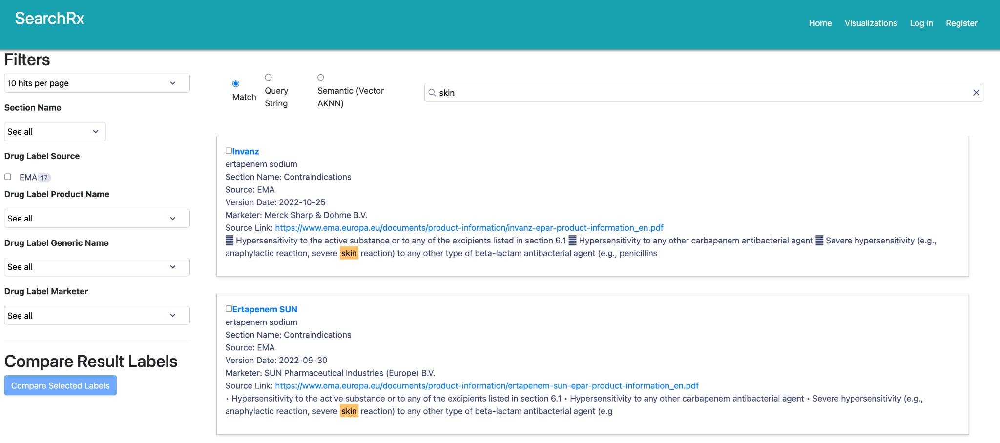 SearchRx
Home Visualizations Log in Register
Filters
10 hits per page
Section Name
See all
Drug Label Source
EMA 17
Drug Label Product Name
See all
Drug Label Generic Name
See all
Drug Label Marketer
See all
Compare Result Labels
Compare Selected Labels
Match
Query
String
Semantic (Vector
AKNN)
skin
Invanz
ertapenem sodium
Section Name: Contraindications
Source: EMA
Version Date: 2022-10-25
Marketer: Merck Sharp & Dohme B.V.
Source Link: https://www.ema.europa.eu/documents/product-information/invanz-epar-product-information_en.pdf
Hypersensitivity to the active substance or to any of the excipients listed in section 6.1 Hypersensitivity to any other carbapenem antibacterial agent Severe hypersensitivity (e.g.,
anaphylactic reaction, severe skin reaction) to any other type of beta-lactam antibacterial agent (e.g., penicillins
Ertapenem SUN
ertapenem sodium
Section Name: Contraindications
Source: EMA
Version Date: 2022-09-30
Marketer: SUN Pharmaceutical Industries (Europe) B.V.
Source Link: https://www.ema.europa.eu/documents/product-information/ertapenem-sun-epar-product-information_en.pdf
• Hypersensitivity to the active substance or to any of the excipients listed in section 6.1 • Hypersensitivity to any other carbapenem antibacterial agent • Severe hypersensitivity (e.g.,
anaphylactic reaction, severe skin reaction) to any other type of beta-lactam antibacterial agent (e.g